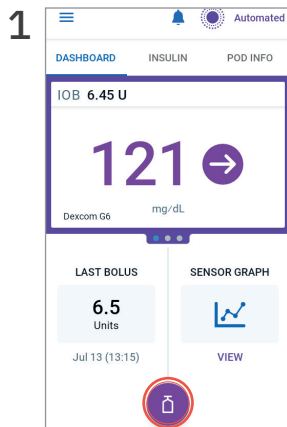 1
Automated
DASHBOARD INSULIN POD INFO
IOB 6.45 U
121
mg/dL
Dexcom G6
LAST BOLUS SENSOR GRAPH
6.5
Units
Jul 13 (13:15) VIEW